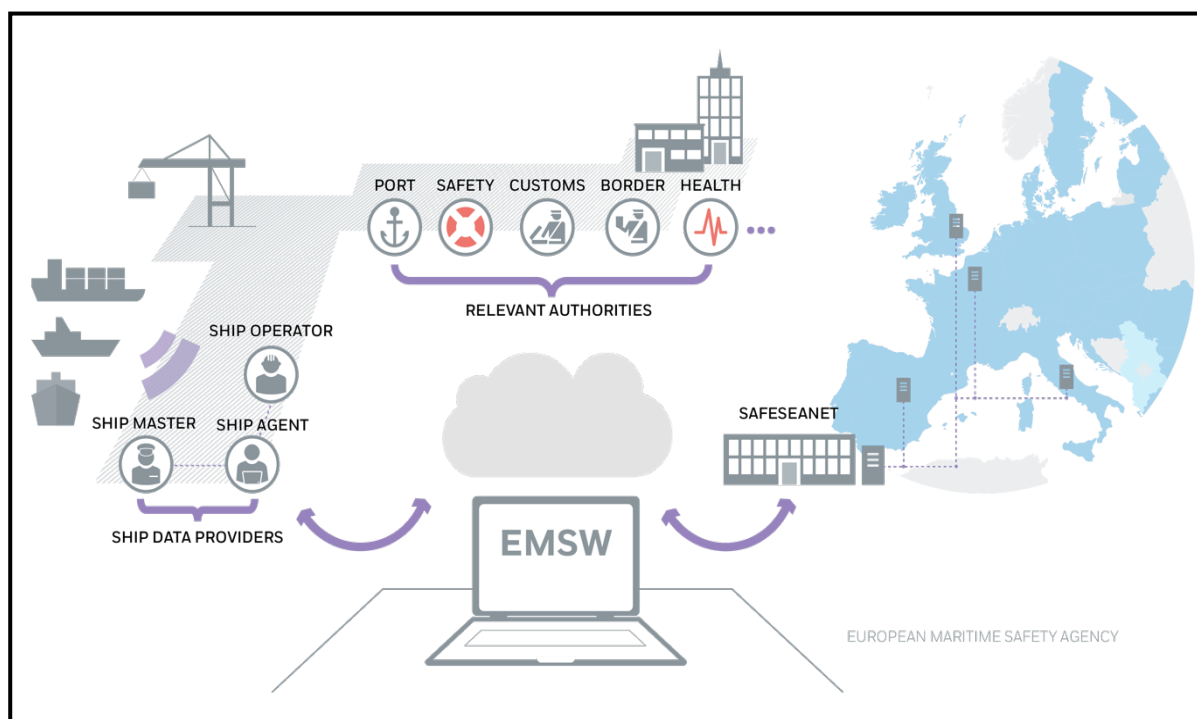 PORT
SAFETY
CUSTOMS
BORDER
HEALTH
RELEVANT AUTHORITIES
SHIP OPERATOR
SHIP MASTER
SHIP AGENT
SHIP DATA PROVIDERS
EMSW
SAFESEANET
EUROPEAN MARITIME SAFETY AGENCY